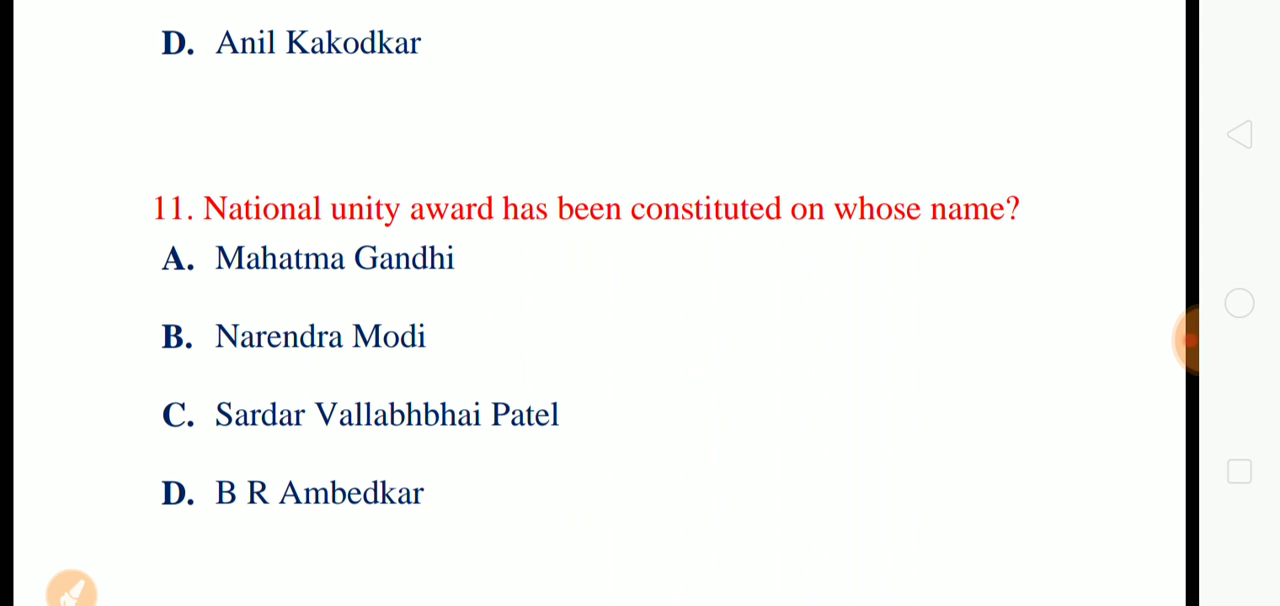 D. Anil Kakodkar
11. National unity award has been constituted on whose name?
A. Mahatma Gandhi
B. Narendra Modi
C. Sardar Vallabhbhai Patel
D. B R Ambedkar